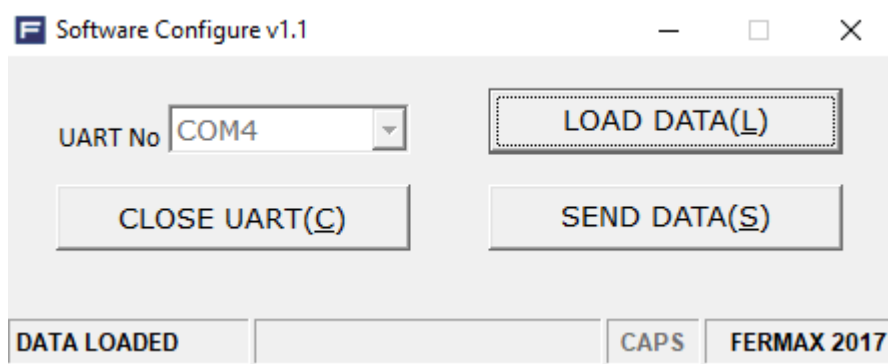 F Software Configure v1.1
UART No COM4
LOAD DATA(L)
CLOSE UART(C)
SEND DATA(S)
DATA LOADED CAPS FERMAX 2017